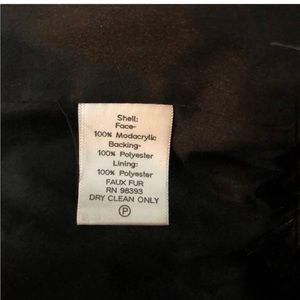 Shell:
Face-
100% Modacrylic
Backing-
100% Polyester
Lining:
100% Polyester
FAUX FUR
RN 98393
DRY CLEAN ONLY
P